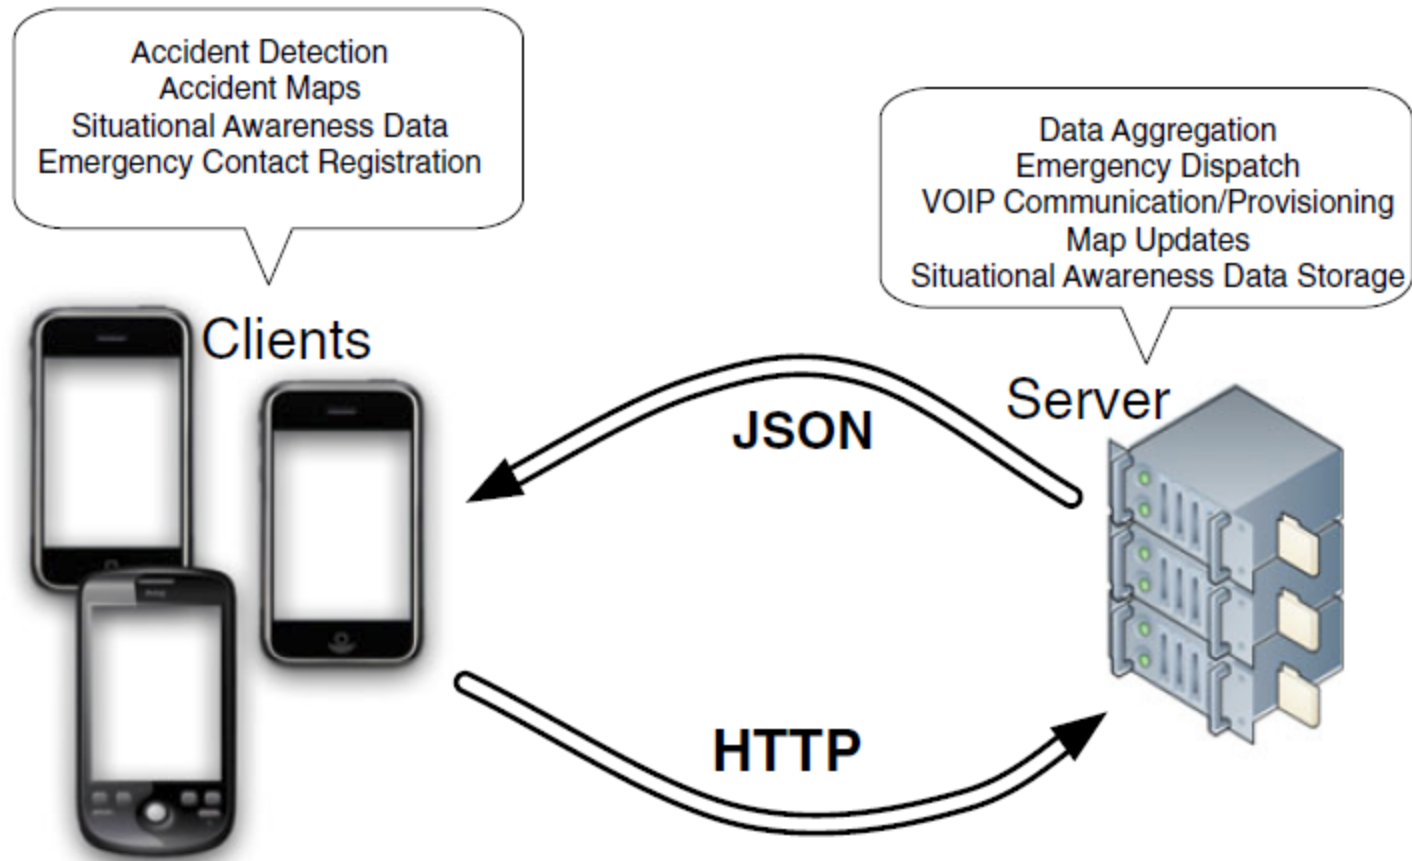 Accident Detection
Accident Maps
Situational Awareness Data
Emergency Contact Registration
Data Aggregation
Emergency Dispatch
VOIP Communication/Provisioning
Map Updates
Situational Awareness Data Storage
Clients
Server
JSON
HTTP